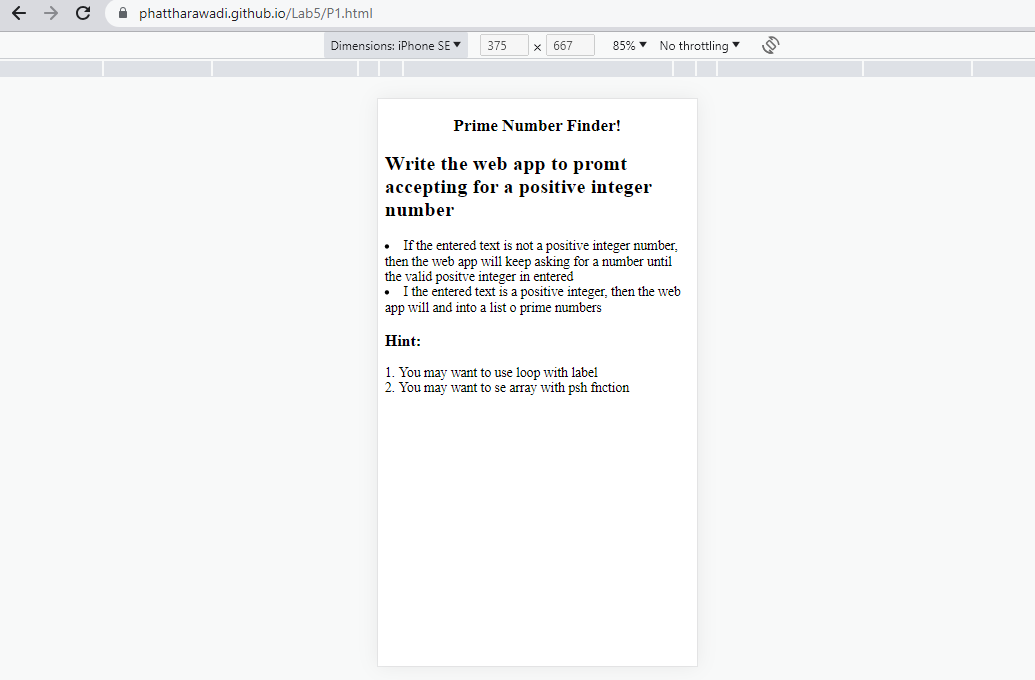 phattharawadi.github.io/Lab5/P1.html
Dimensions: iPhone SE ▼ 375 × 667 85% ▼ No throttling ▼
Prime Number Finder!
Write the web app to promt
accepting for a positive integer
number
• If the entered text is not a positive integer number,
then the web app will keep asking for a number until
the valid positve integer in entered
• I the entered text is a positive integer, then the web
app will and into a list o prime numbers
Hint:
1. You may want to use loop with label
2. You may want to se array with psh fnction